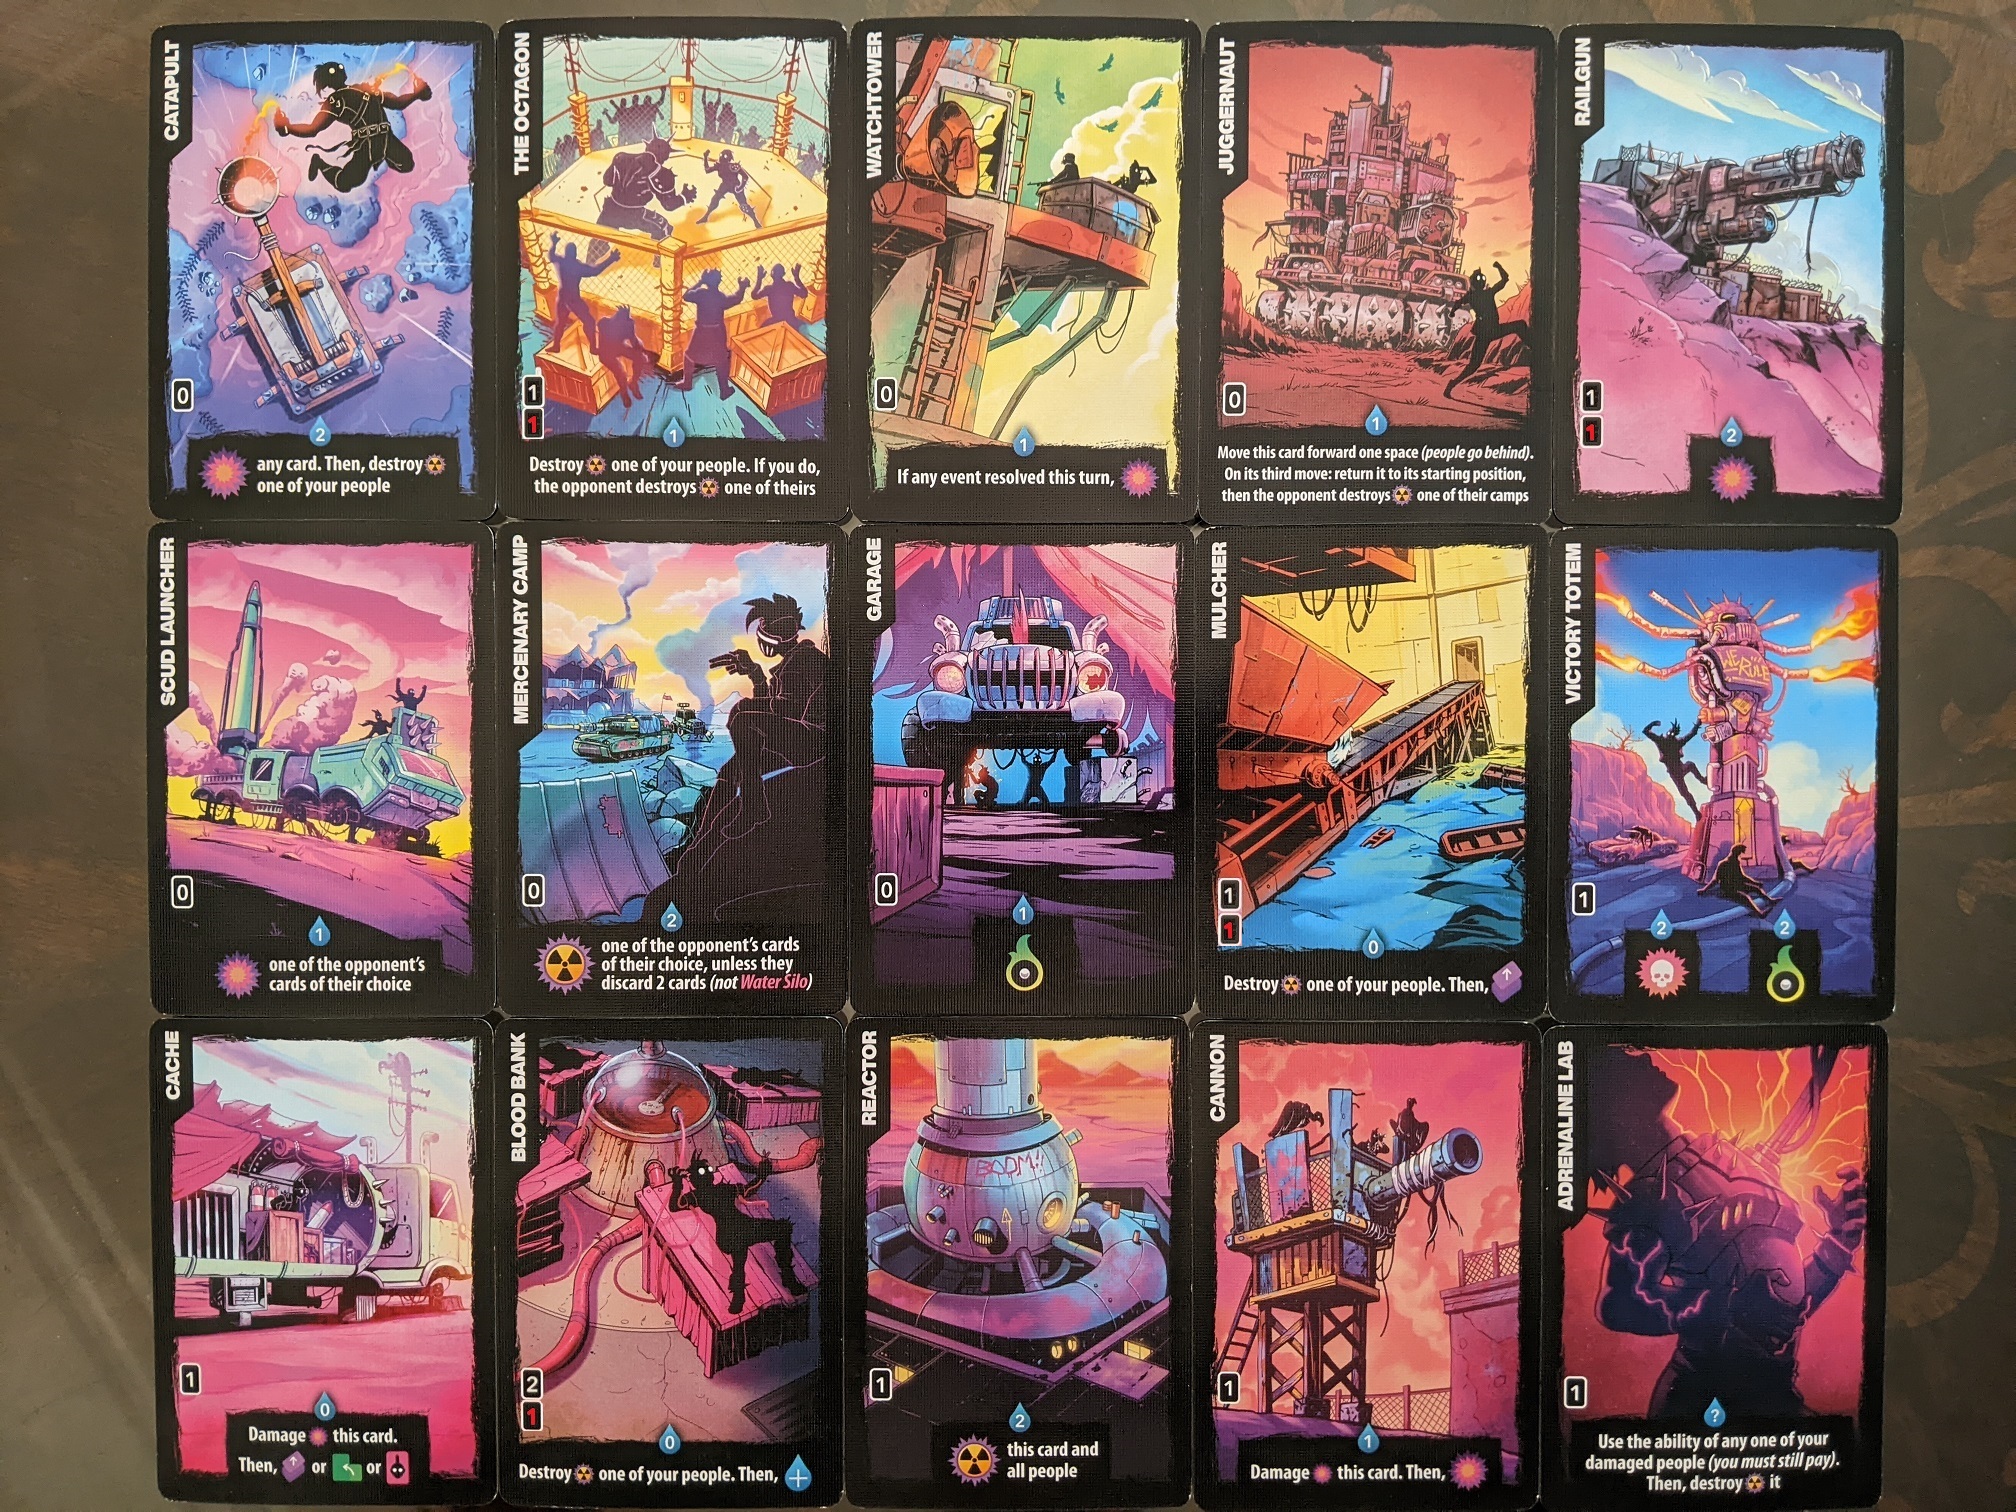 CATAPULT
0
2
any card. Then, destroy
one of your people
THE OCTAGON
1
1
1
Destroy one of your people. If you do,
the opponent destroys one of theirs
WATCHTOWER
0
1
If any event resolved this turn,
JUGGERNAUT
0
1
Move this card forward one space (people go behind).
On its third move: return it to its starting position,
then the opponent destroys one of their camps
RAILGUN
1
1
2
SCUD LAUNCHER
0
1
one of the opponent's
cards of their choice
MERCENARY CAMP
0
2
one of the opponent's cards
of their choice, unless they
discard 2 cards (not Water Silo)
GARAGE
0
1
MULCHER
1
1
0
Destroy one of your people. Then,
VICTORY TOTEM
WE
RULE
1
2
2
CACHE
1
0
Damage this card.
Then, or or
BLOOD BANK
2
1
0
Destroy one of your people. Then,
REACTOR
BOOM!
1
2
this card and
all people
CANNON
1
1
Damage this card. Then,
ADRENALINE LAB
1
?
Use the ability of any one of your
damaged people (you must still pay).
Then, destroy it